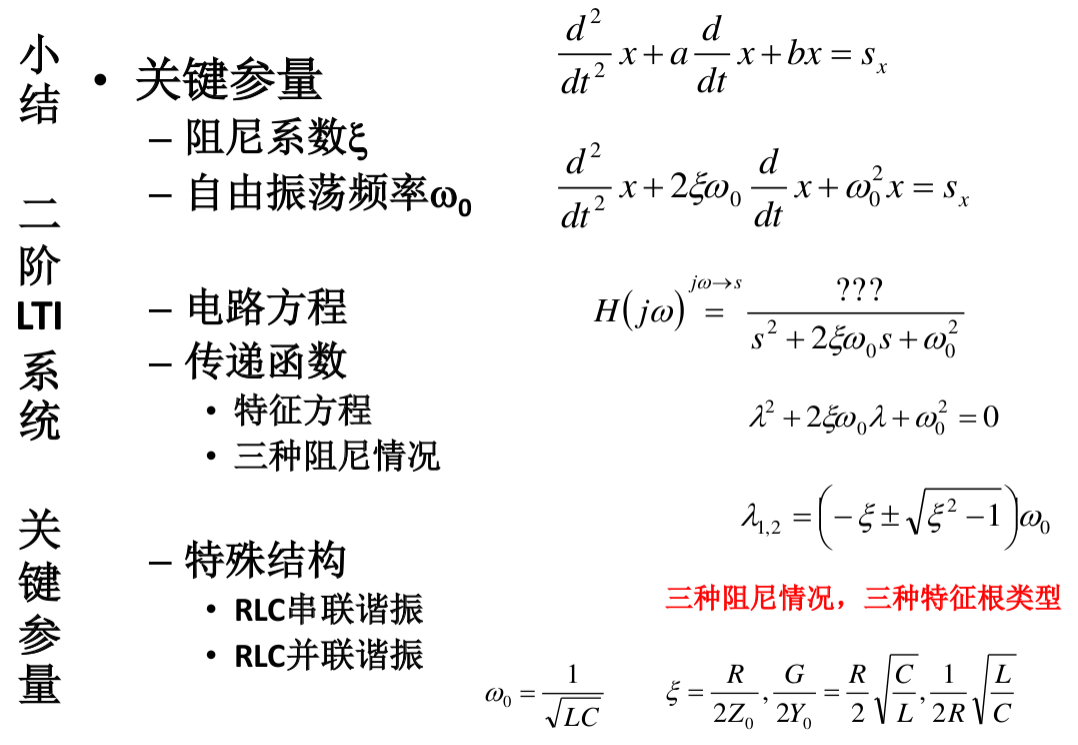 小结 二阶LTI系统 关键参量
• 关键参量
– 阻尼系数ξ
– 自由振荡频率ω₀
– 电路方程
– 传递函数
• 特征方程
• 三种阻尼情况
– 特殊结构
• RLC串联谐振
• RLC并联谐振
\frac{d^2}{dt^2}x + a\frac{d}{dt}x + bx = s_x
\frac{d^2}{dt^2}x + 2\xi\omega_0\frac{d}{dt}x + \omega_0^2 x = s_x
H(j\omega) \overset{j\omega \to s}{=} \frac{???}{s^2 + 2\xi\omega_0 s + \omega_0^2}
\lambda^2 + 2\xi\omega_0\lambda + \omega_0^2 = 0
\lambda_{1,2} = \left(-\xi \pm \sqrt{\xi^2 - 1}\right)\omega_0
三种阻尼情况，三种特征根类型
\omega_0 = \frac{1}{\sqrt{LC}}
\xi = \frac{R}{2Z_0}, \frac{G}{2Y_0} = \frac{R}{2}\sqrt{\frac{C}{L}}, \frac{1}{2R}\sqrt{\frac{L}{C}}